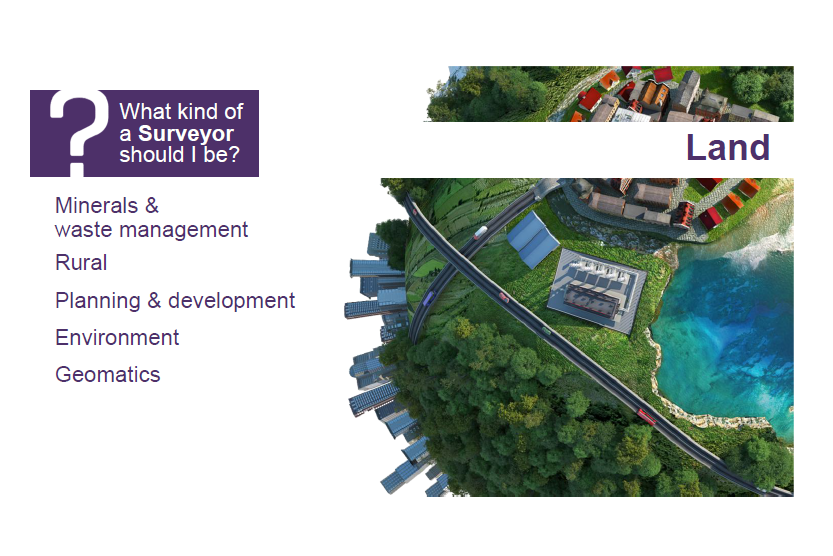 What kind of
a Surveyor
should I be?
Land
Minerals &
waste management
Rural
Planning & development
Environment
Geomatics